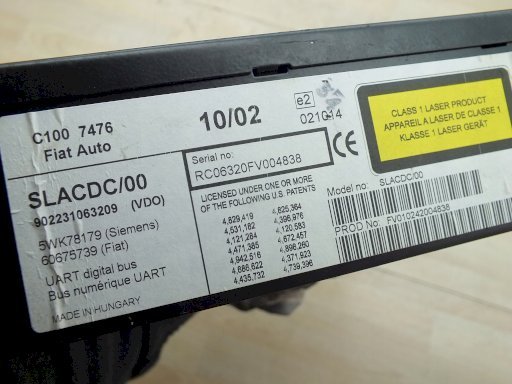 C100 7476
Fiat Auto
10/02
e2
021014
CE
CLASS 1 LASER PRODUCT
APPAREIL A LASER DE CLASSE 1
KLASSE 1 LASER GERÄT
SLACDC/00
902231063209 (VDO)
5WK78179 (Siemens)
60675739 (Fiat)
UART digital bus
Bus numérique UART
MADE IN HUNGARY
Serial no:
RC06320FV004838
LICENSED UNDER ONE OR MORE
OF THE FOLLOWING U.S. PATENTS
4,829,419 4,825,364
4,531,182 4,396,976
4,121,284 4,120,583
4,471,385 4,672,457
4,942,516 4,896,260
4,886,622 4,371,923
4,435,732 4,739,396
Model no: SLACDC/00
PROD No: FV010242004838